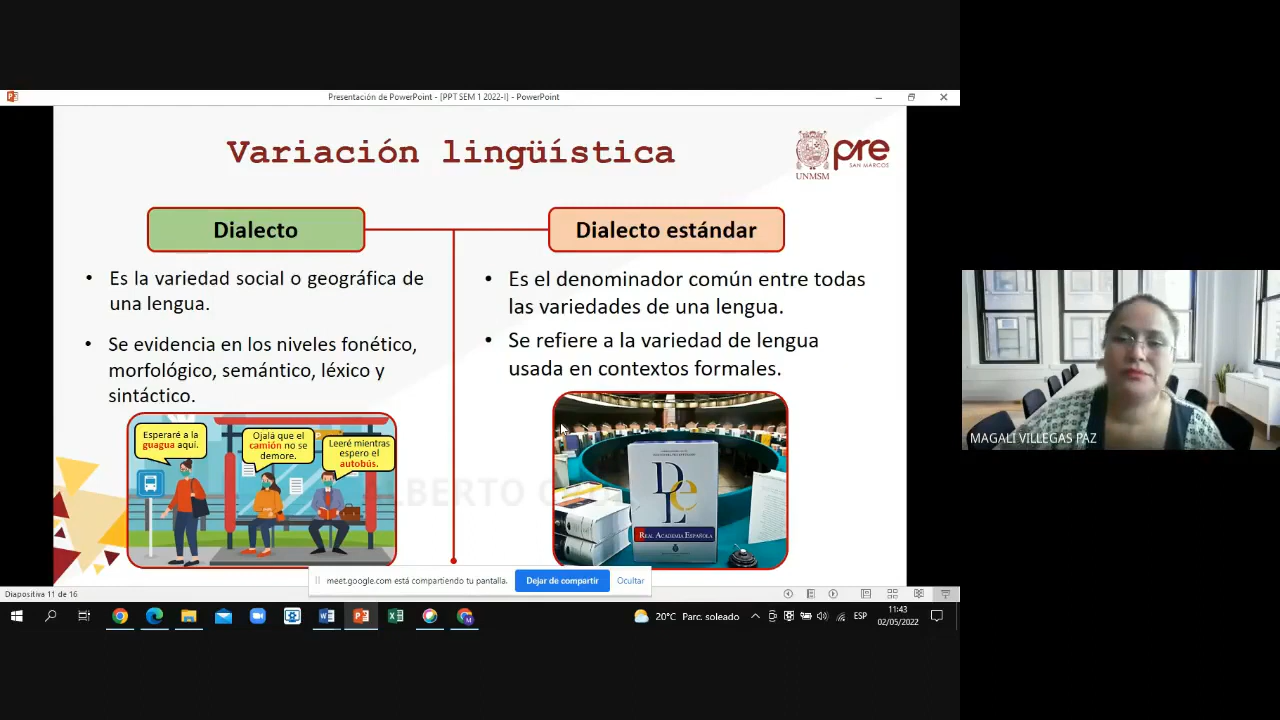 Presentación de PowerPoint - [PPT SEM 1 2022-I] - PowerPoint
Variación lingüística
UNMSM
pre
SAN MARCOS
Dialecto
• Es la variedad social o geográfica de
una lengua.
• Se evidencia en los niveles fonético,
morfológico, semántico, léxico y
sintáctico.
Esperaré a la
guagua aquí.
Ojalá que el
camión no se
demore.
Leeré mientras
espero el
autobús.
Dialecto estándar
• Es el denominador común entre todas
las variedades de una lengua.
• Se refiere a la variedad de lengua
usada en contextos formales.
DLE
REAL ACADEMIA ESPAÑOLA
MAGALI VILLEGAS PAZ
meet.google.com está compartiendo tu pantalla.
Dejar de compartir
Ocultar
Diapositiva 11 de 16
20°C Parc. soleado
ESP
11:43
02/05/2022